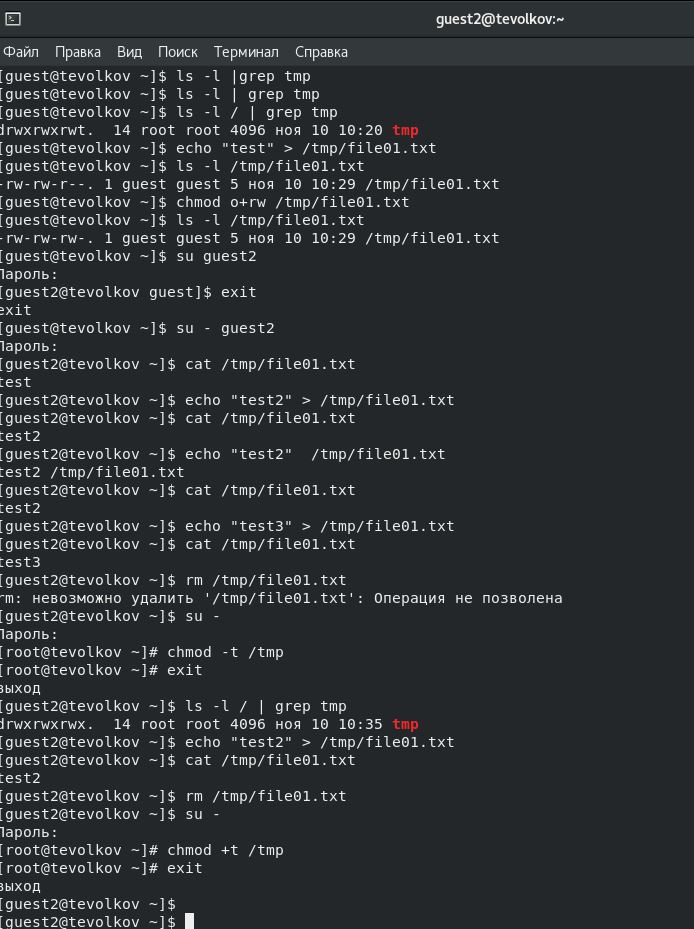 guest2@tevolkov:~
Файл Правка Вид Поиск Терминал Справка
[guest@tevolkov ~]$ ls -l |grep tmp
[guest@tevolkov ~]$ ls -l | grep tmp
[guest@tevolkov ~]$ ls -l / | grep tmp
drwxrwxrwt.  14 root root 4096 ноя 10 10:20 tmp
[guest@tevolkov ~]$ echo "test" > /tmp/file01.txt
[guest@tevolkov ~]$ ls -l /tmp/file01.txt
-rw-rw-r--. 1 guest guest 5 ноя 10 10:29 /tmp/file01.txt
[guest@tevolkov ~]$ chmod o+rw /tmp/file01.txt
[guest@tevolkov ~]$ ls -l /tmp/file01.txt
-rw-rw-rw-. 1 guest guest 5 ноя 10 10:29 /tmp/file01.txt
[guest@tevolkov ~]$ su guest2
Пароль:
[guest2@tevolkov guest]$ exit
exit
[guest@tevolkov ~]$ su - guest2
Пароль:
[guest2@tevolkov ~]$ cat /tmp/file01.txt
test
[guest2@tevolkov ~]$ echo "test2" > /tmp/file01.txt
[guest2@tevolkov ~]$ cat /tmp/file01.txt
test2
[guest2@tevolkov ~]$ echo "test2"  /tmp/file01.txt
test2 /tmp/file01.txt
[guest2@tevolkov ~]$ cat /tmp/file01.txt
test2
[guest2@tevolkov ~]$ echo "test3" > /tmp/file01.txt
[guest2@tevolkov ~]$ cat /tmp/file01.txt
test3
[guest2@tevolkov ~]$ rm /tmp/file01.txt
rm: невозможно удалить '/tmp/file01.txt': Операция не позволена
[guest2@tevolkov ~]$ su -
Пароль:
[root@tevolkov ~]# chmod -t /tmp
[root@tevolkov ~]# exit
выход
[guest2@tevolkov ~]$ ls -l / | grep tmp
drwxrwxrwx.  14 root root 4096 ноя 10 10:35 tmp
[guest2@tevolkov ~]$ echo "test2" > /tmp/file01.txt
[guest2@tevolkov ~]$ cat /tmp/file01.txt
test2
[guest2@tevolkov ~]$ rm /tmp/file01.txt
[guest2@tevolkov ~]$ su -
Пароль:
[root@tevolkov ~]# chmod +t /tmp
[root@tevolkov ~]# exit
выход
[guest2@tevolkov ~]$
[guest2@tevolkov ~]$